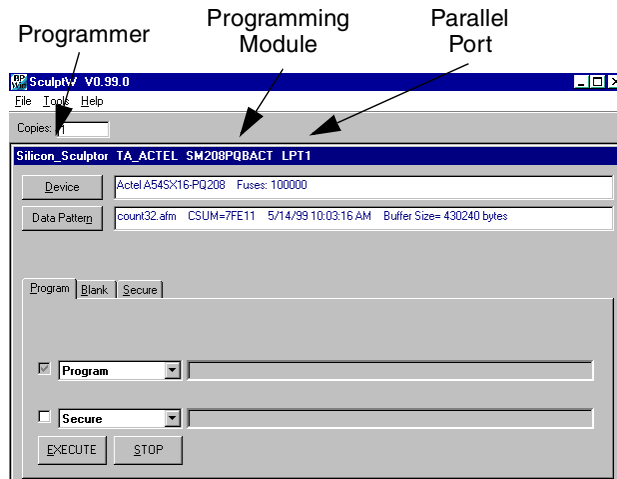 Programmer
Programming
Module
Parallel
Port
BP Win SculptW V0.99.0
File Tools Help
Copies: 1
Silicon_Sculptor TA_ACTEL SM208PQBACT LPT1
Device Actel A54SX16-PQ208 Fuses: 100000
Data Pattern count32.afm CSUM=7FE11 5/14/99 10:03:16 AM Buffer Size= 430240 bytes
Program Blank Secure
Program
Secure
EXECUTE STOP